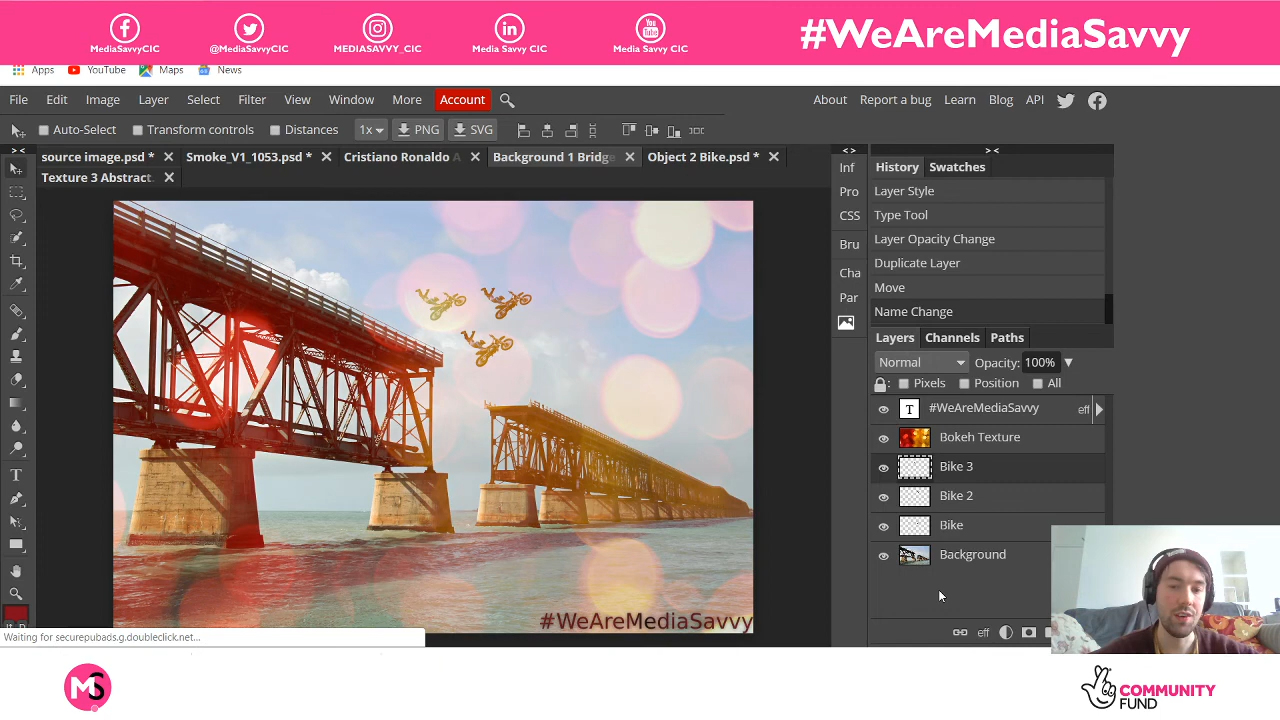 MediaSavvyCIC
@MediaSavvyCIC
MEDIASAVVY_CIC
Media Savvy CIC
You Tube
Media Savvy CIC
#WeAreMediaSavvy
Apps YouTube Maps News
File Edit Image Layer Select Filter View Window More Account
About Report a bug Learn Blog API
Auto-Select Transform controls Distances 1x PNG SVG
source image.psd * Smoke_V1_1053.psd * Cristiano Ronaldo Background 1 Bridge Object 2 Bike.psd *
Texture 3 Abstract
Inf
Pro
CSS
Bru
Cha
Par
History Swatches
Layer Style
Type Tool
Layer Opacity Change
Duplicate Layer
Move
Name Change
Layers Channels Paths
Normal Opacity: 100%
Pixels Position All
T #WeAreMediaSavvy eff
Bokeh Texture
Bike 3
Bike 2
Bike
Background
eff
#WeAreMediaSavvy
Waiting for securepubads.g.doubleclick.net...
MS
COMMUNITY
FUND